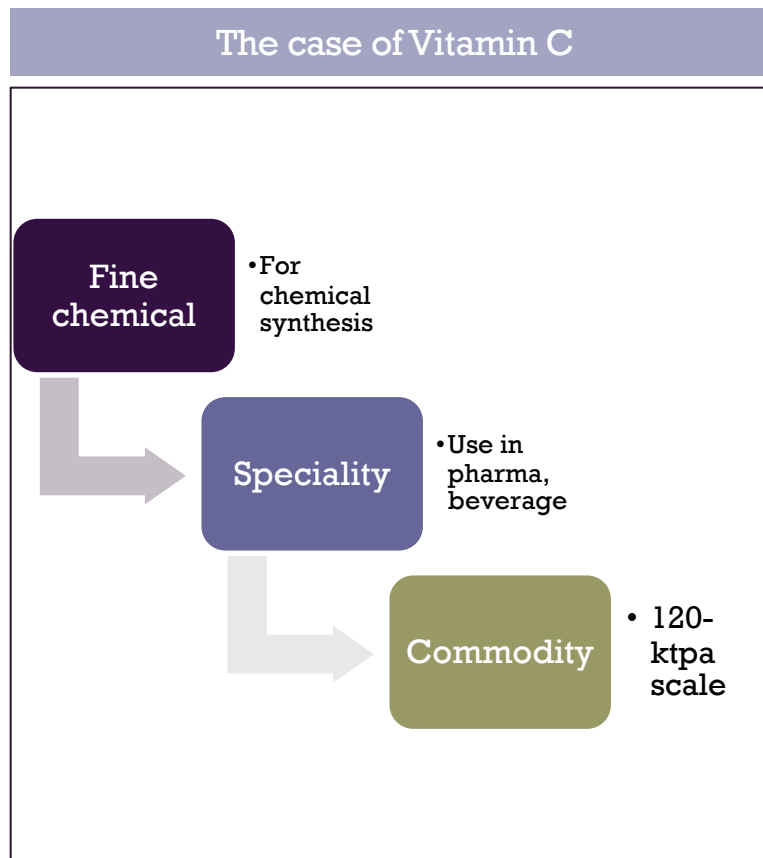 The case of Vitamin C
Fine
chemical
•For
chemical
synthesis
Speciality
•Use in
pharma,
beverage
Commodity
• 120-
ktpa
scale